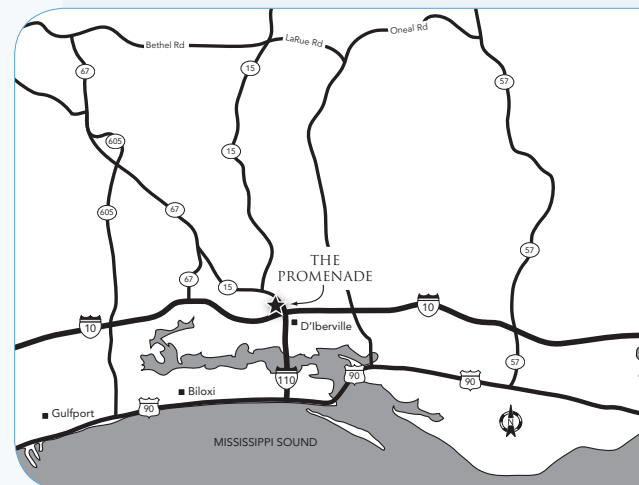 Oneal Rd
LaRue Rd
Bethel Rd
15
67
57
605
15
605
67
57
THE
PROMENADE
67
15
10
10
D'Iberville
57
90
110
90
Biloxi
90
Gulfport
N
MISSISSIPPI SOUND